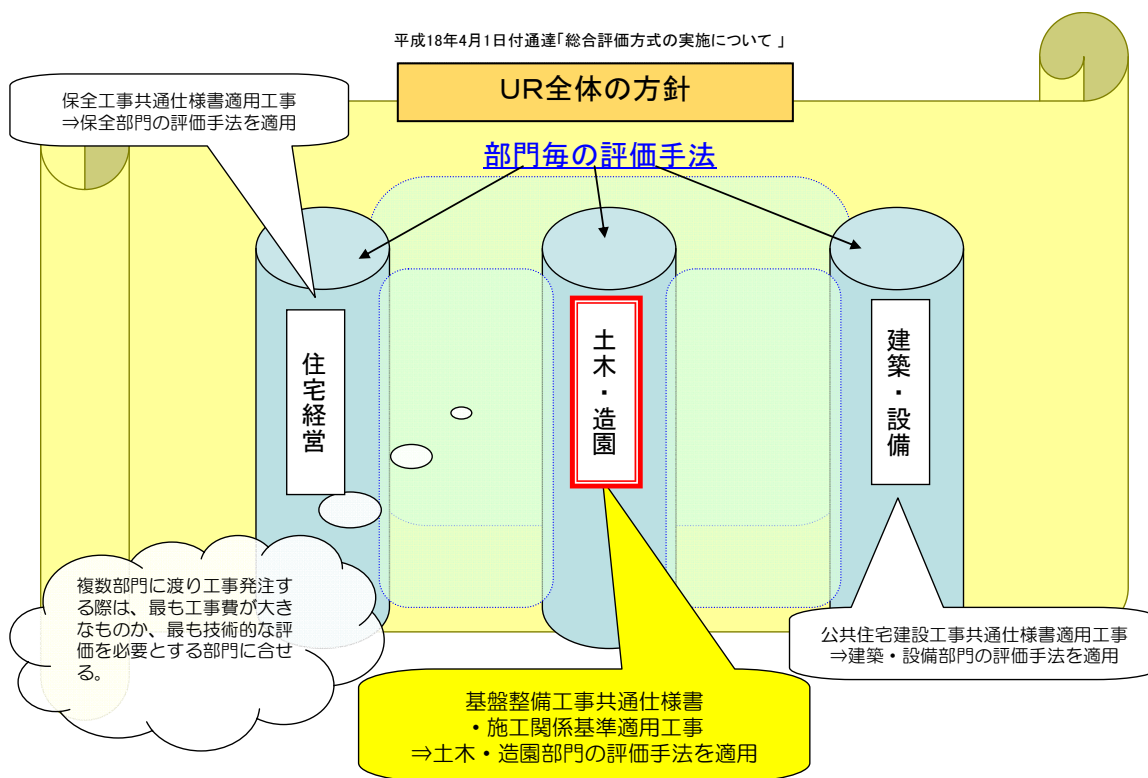 平成18年4月1日付通達「総合評価方式の実施について 」
UR全体の方針
保全工事共通仕様書適用工事
⇒保全部門の評価手法を適用
部門毎の評価手法
住宅経営
土木・造園
建築・設備
複数部門に渡り工事発注す
る際は、最も工事費が大き
なものか、最も技術的な評
価を必要とする部門に合せ
る。
公共住宅建設工事共通仕様書適用工事
⇒建築・設備部門の評価手法を適用
基盤整備工事共通仕様書
・施工関係基準適用工事
⇒土木・造園部門の評価手法を適用